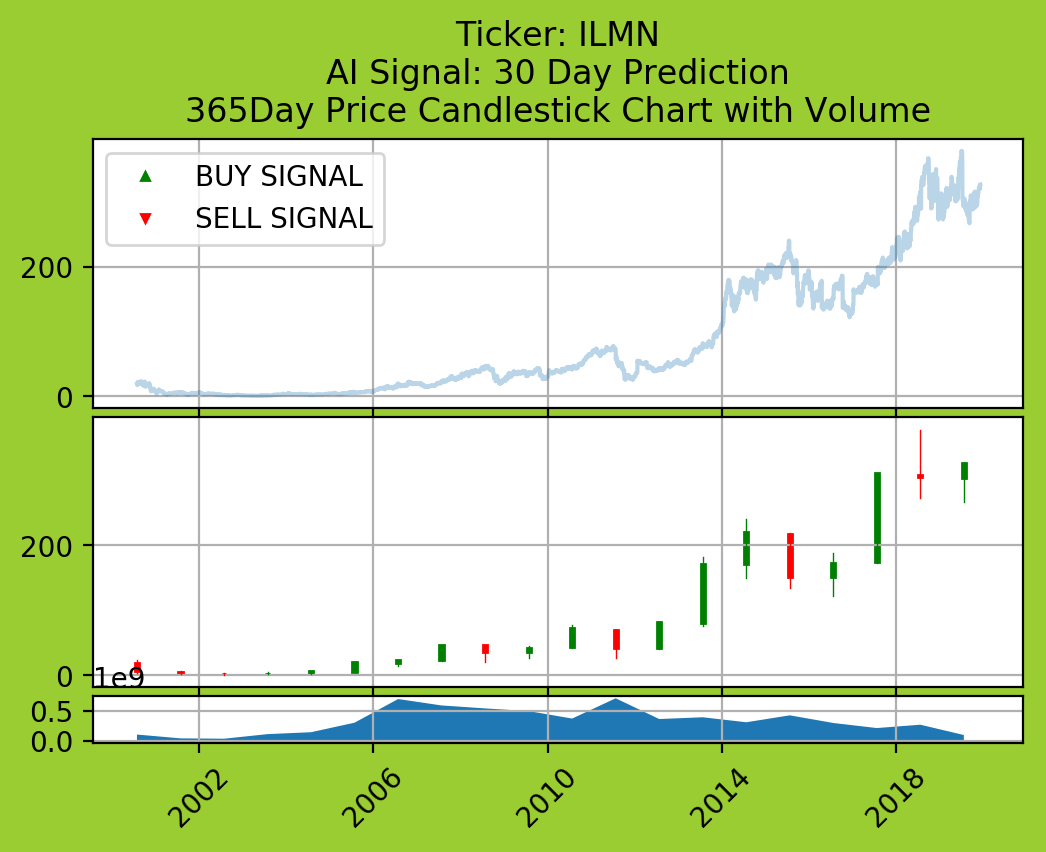 Ticker: ILMN
AI Signal: 30 Day Prediction
365Day Price Candlestick Chart with Volume
BUY SIGNAL
SELL SIGNAL
200
0
200
0
1e9
0.5
0.0
2002
2006
2010
2014
2018